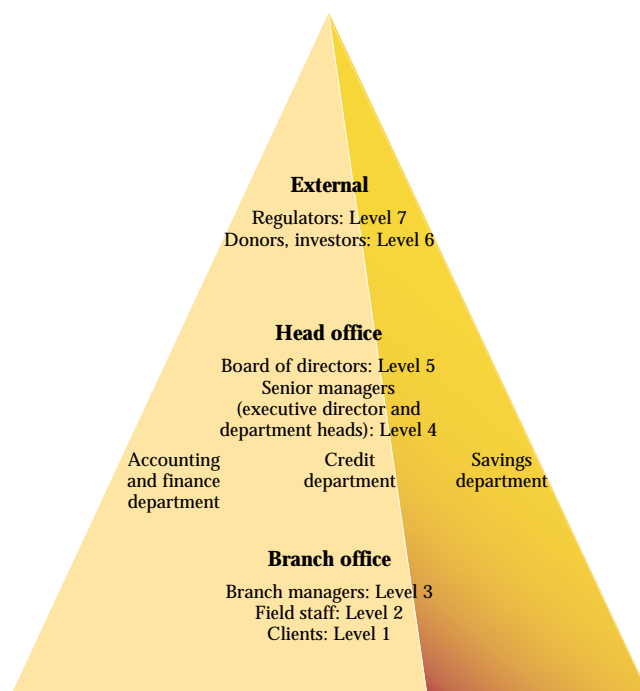 External
Regulators: Level 7
Donors, investors: Level 6
Head office
Board of directors: Level 5
Senior managers
(executive director and
department heads): Level 4
Accounting
and finance
department
Credit
department
Savings
department
Branch office
Branch managers: Level 3
Field staff: Level 2
Clients: Level 1